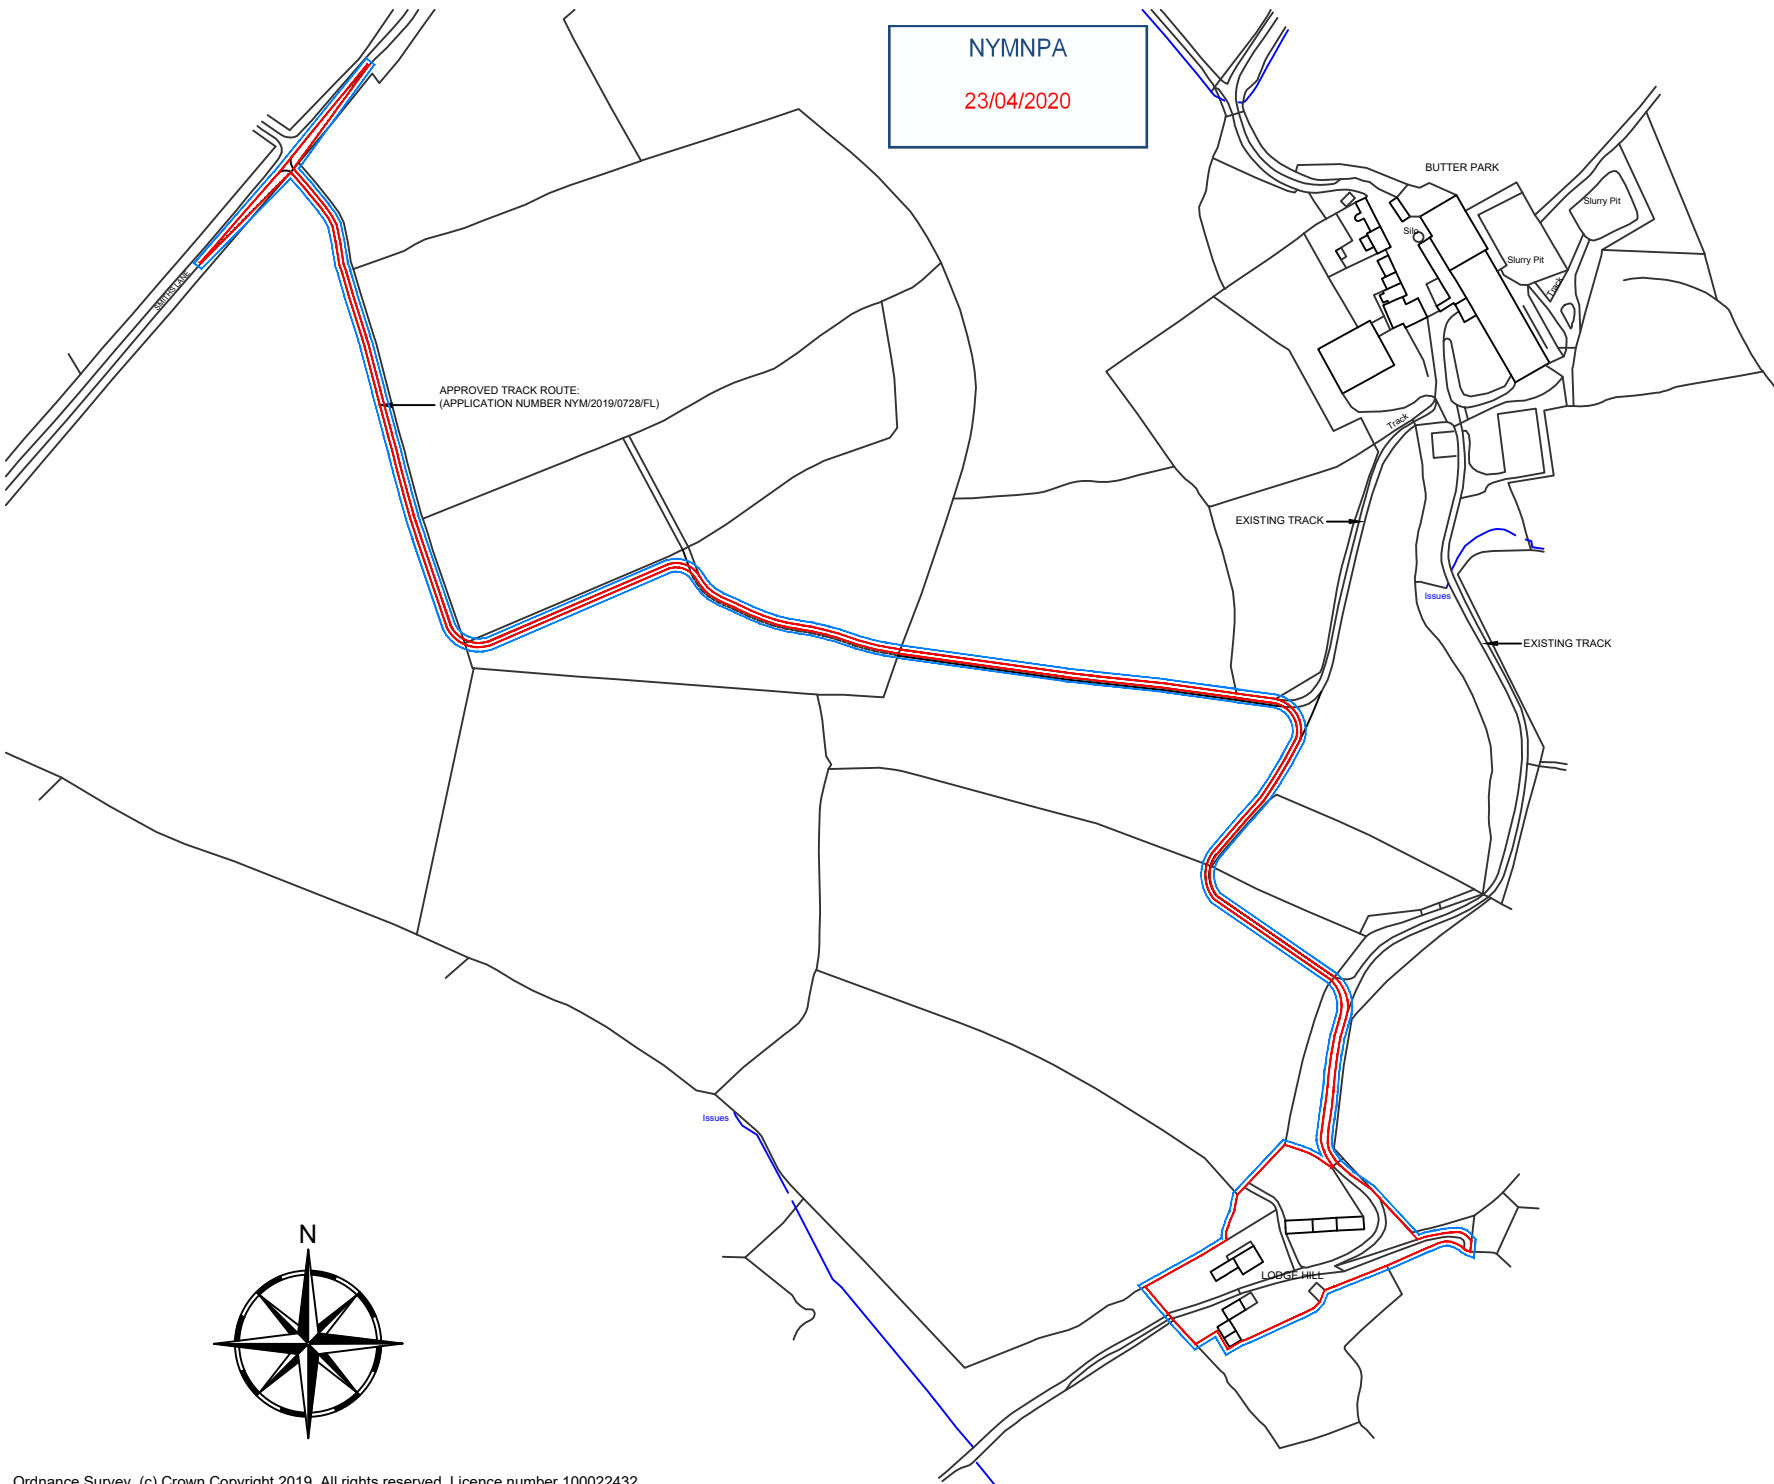 NYMNPA
23/04/2020
BUTTER PARK
Slurry Pit
Silo
Slurry Pit
Track
SMITHS LANE
APPROVED TRACK ROUTE:
(APPLICATION NUMBER NYM/2019/0728/FL)
Track
EXISTING TRACK
Issues
EXISTING TRACK
Issues
N
LODGE HILL
Ordnance Survey, (c) Crown Copyright 2019. All rights reserved. Licence number 100022432